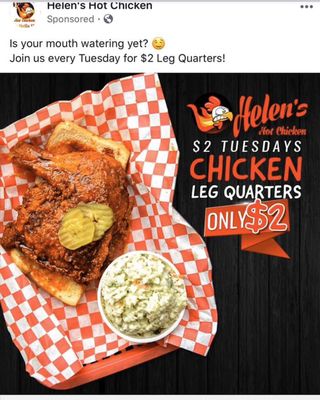 Helen's Hot Chicken
Sponsored ·
Is your mouth watering yet? 😉
Join us every Tuesday for $2 Leg Quarters!
Helen's
Hot Chicken
$2 TUESDAYS
CHICKEN
LEG QUARTERS
ONLY $2